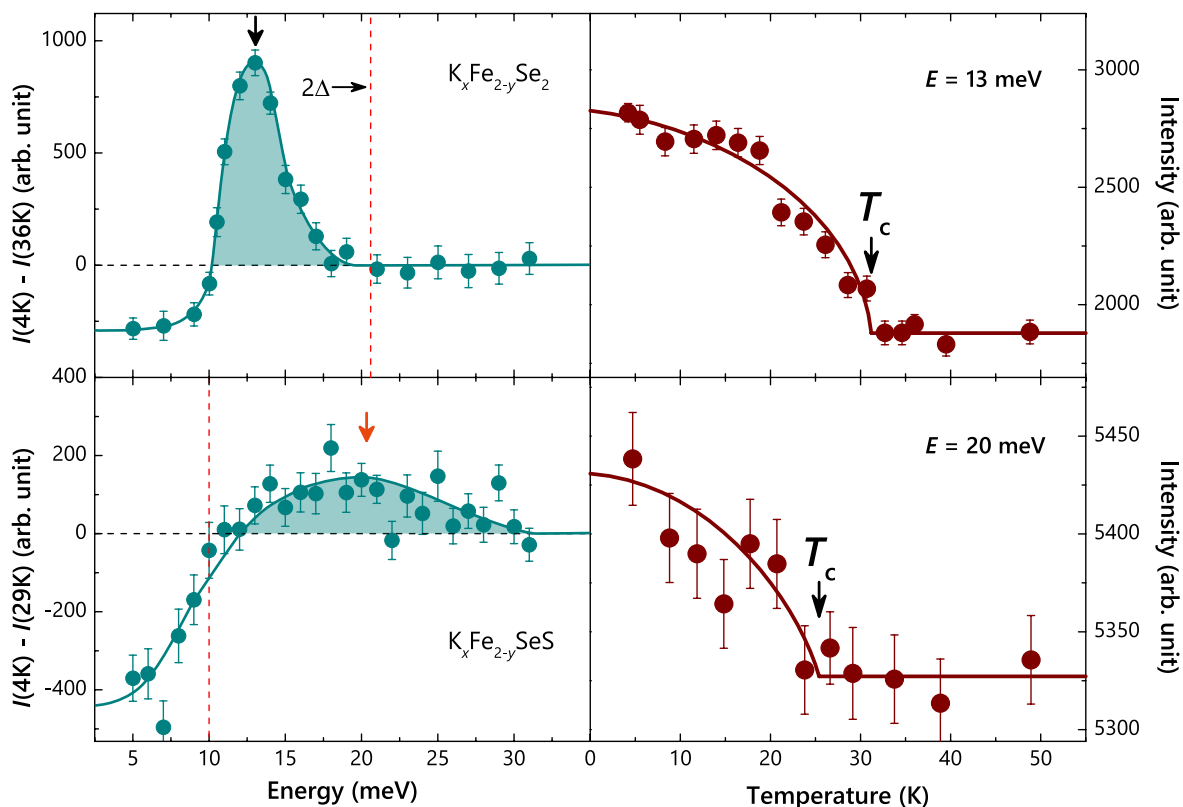 1000
500
0
I(4K) - I(36K) (arb. unit)
2Δ
KxFe2-ySe2
E = 13 meV
Tc
3000
2500
2000
Intensity (arb. unit)
400
200
0
-200
-400
I(4K) - I(29K) (arb. unit)
KxFe2-ySeS
5 10 15 20 25 30
Energy (meV)
E = 20 meV
Tc
5450
5400
5350
5300
Intensity (arb. unit)
0 10 20 30 40 50
Temperature (K)